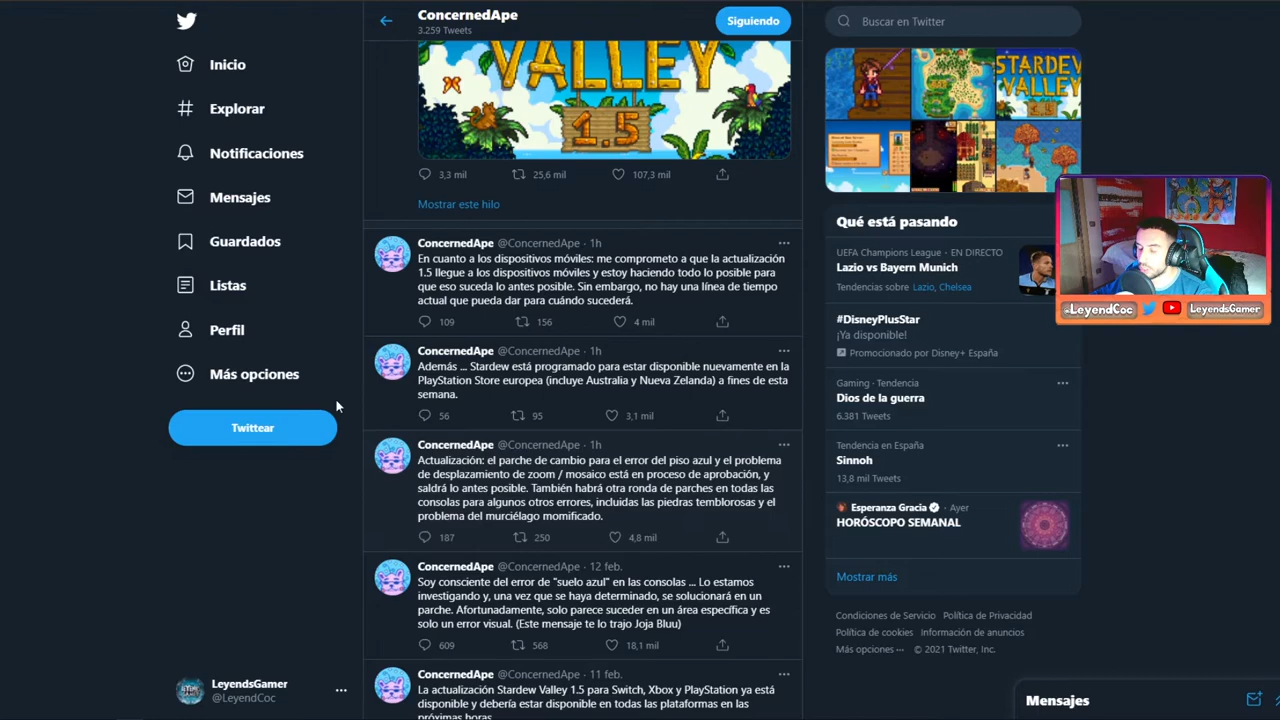 Inicio
Explorar
Notificaciones
Mensajes
Guardados
Listas
Perfil
Más opciones
Twittear
LeyendsGamer
@LeyendCoc
ConcernedApe
3.259 Tweets
Siguiendo
VALLEY
1.5
3,3 mil
25,6 mil
107,3 mil
Mostrar este hilo
ConcernedApe @ConcernedApe · 1h
En cuanto a los dispositivos móviles: me comprometo a que la actualización
1.5 llegue a los dispositivos móviles y estoy haciendo todo lo posible para
que eso suceda lo antes posible. Sin embargo, no hay una línea de tiempo
actual que pueda dar para cuándo sucederá.
109
156
4 mil
ConcernedApe @ConcernedApe · 1h
Además ... Stardew está programado para estar disponible nuevamente en la
PlayStation Store europea (incluye Australia y Nueva Zelanda) a fines de esta
semana.
56
95
3,1 mil
ConcernedApe @ConcernedApe · 1h
Actualización: el parche de cambio para el error del piso azul y el problema
de desplazamiento de zoom / mosaico está en proceso de aprobación, y
saldrá lo antes posible. También habrá otra ronda de parches en todas las
consolas para algunos otros errores, incluidas las piedras temblorosas y el
problema del murciélago momificado.
187
250
4,8 mil
ConcernedApe @ConcernedApe · 12 feb.
Soy consciente del error de "suelo azul" en las consolas ... Lo estamos
investigando y, una vez que se haya determinado, se solucionará en un
parche. Afortunadamente, solo parece suceder en un área específica y es
solo un error visual. (Este mensaje te lo trajo Joja Bluu)
609
568
18,1 mil
ConcernedApe @ConcernedApe · 11 feb.
La actualización Stardew Valley 1.5 para Switch, Xbox y PlayStation ya está
disponible y debería estar disponible en todas las plataformas en las
próximas horas.
Buscar en Twitter
STARDEW
VALLEY
1.5
Qué está pasando
UEFA Champions League · EN DIRECTO
Lazio vs Bayern Munich
Tendencias sobre Lazio, Chelsea
#DisneyPlusStar
¡Ya disponible!
Promocionado por Disney+ España
Gaming · Tendencia
Dios de la guerra
6.381 Tweets
Tendencia en España
Sinnoh
13,8 mil Tweets
Esperanza Gracia · Ayer
HORÓSCOPO SEMANAL
Mostrar más
Condiciones de Servicio Política de Privacidad
Política de cookies Información de anuncios
Más opciones ··· © 2021 Twitter, Inc.
@LeyendCoc
LeyendsGamer
Mensajes